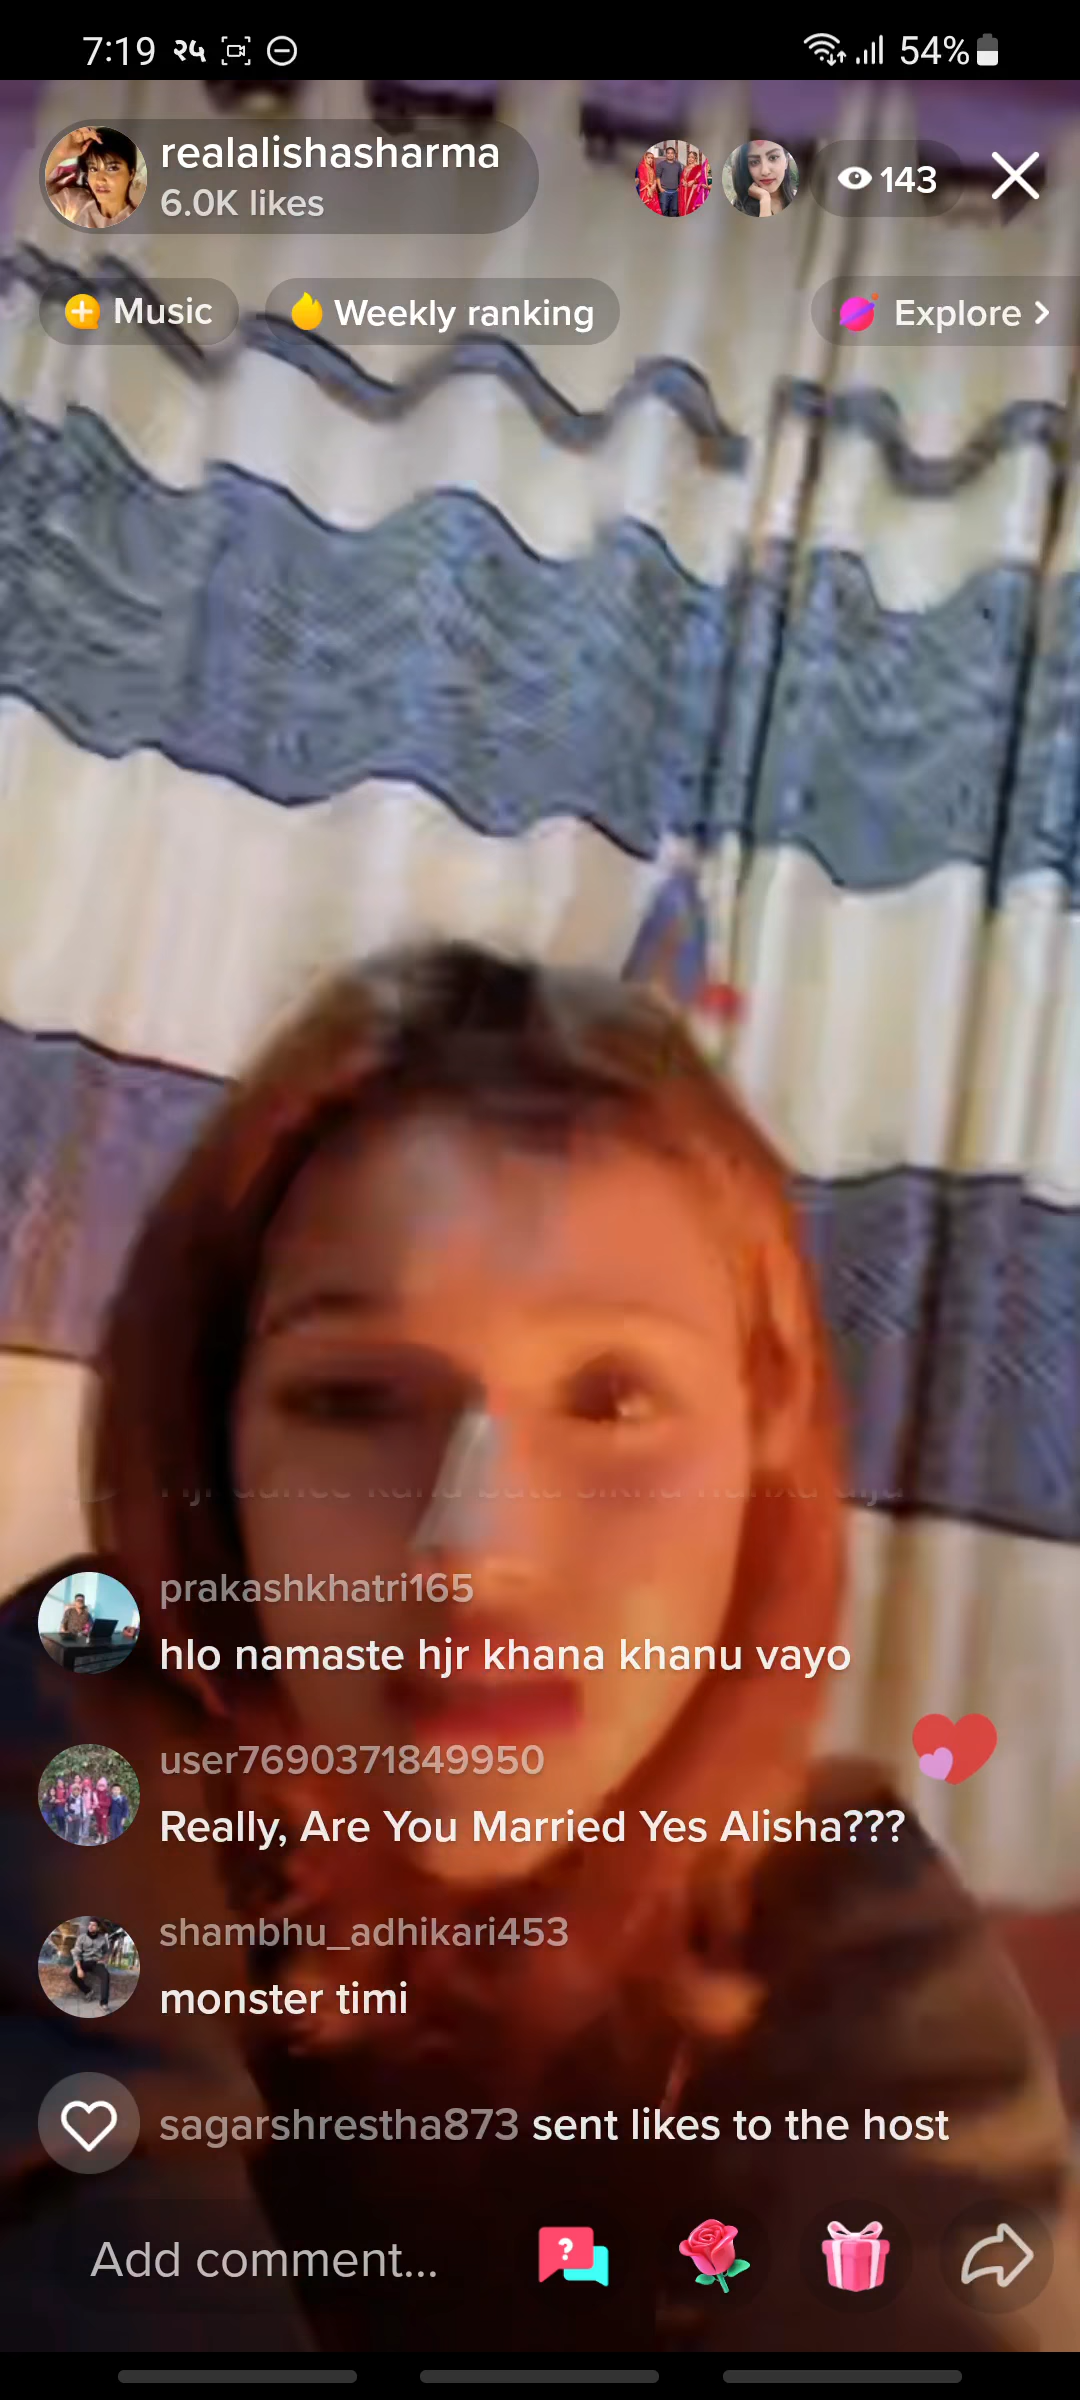 7:19 २५ 54%
realalishasharma
6.0K likes
143
Music
Weekly ranking
Explore
prakashkhatri165
hlo namaste hjr khana khanu vayo
user7690371849950
Really, Are You Married Yes Alisha???
shambhu_adhikari453
monster timi
sagarshrestha873 sent likes to the host
Add comment...
?